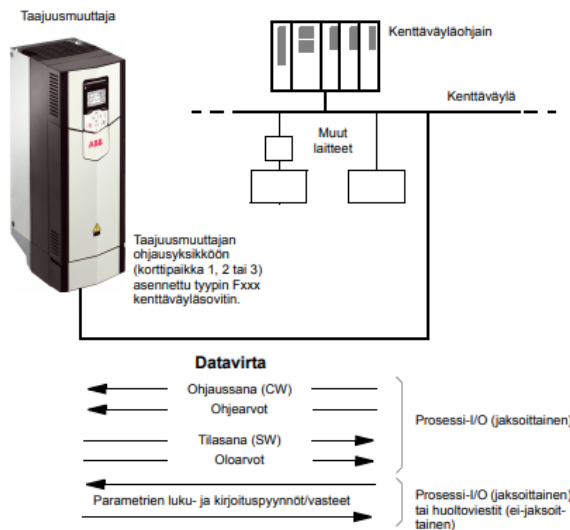 Taajuusmuuttaja
Kenttäväyläohjain
Kenttäväylä
Muut
laitteet
ABB
Taajuusmuuttajan
ohjausyksikköön
(korttipaikka 1, 2 tai 3)
asennettu tyypin Fxxx
kenttäväyläsovitin.
Datavirta
Ohjaussana (CW)
Ohjearvot
Prosessi-I/O (jaksoittainen)
Tilasana (SW)
Oloarvot
Parametrien luku- ja kirjoituspyynnöt/vasteet
Prosessi-I/O (jaksoittainen)
tai huoltoviestit (ei-jaksoit-
tainen)